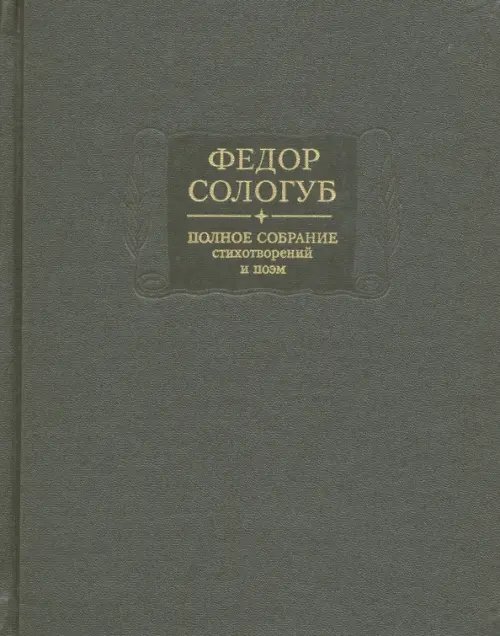 ФЕДОР
СОЛОГУБ
ПОЛНОЕ СОБРАНИЕ
стихотворений
и поэм